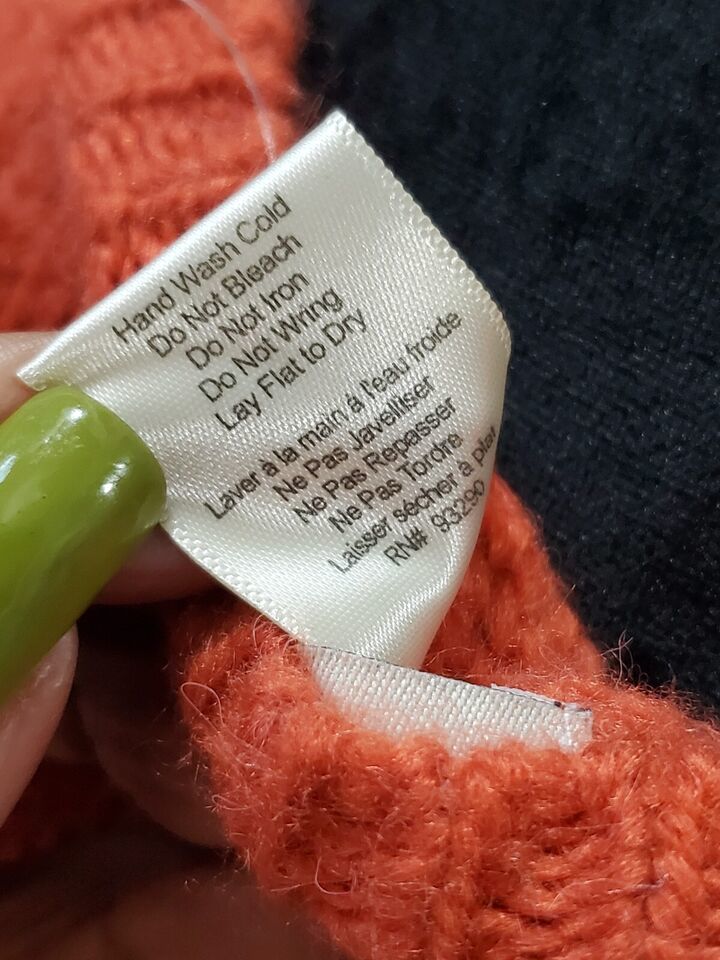 Hand Wash Cold
Do Not Bleach
Do Not Iron
Do Not Wring
Lay Flat to Dry
Laver à la main á l'eau froide
Ne Pas Javelliser
Ne Pas Repasser
Ne Pas Tordre
Laisser sécher à plat
RN# 93290